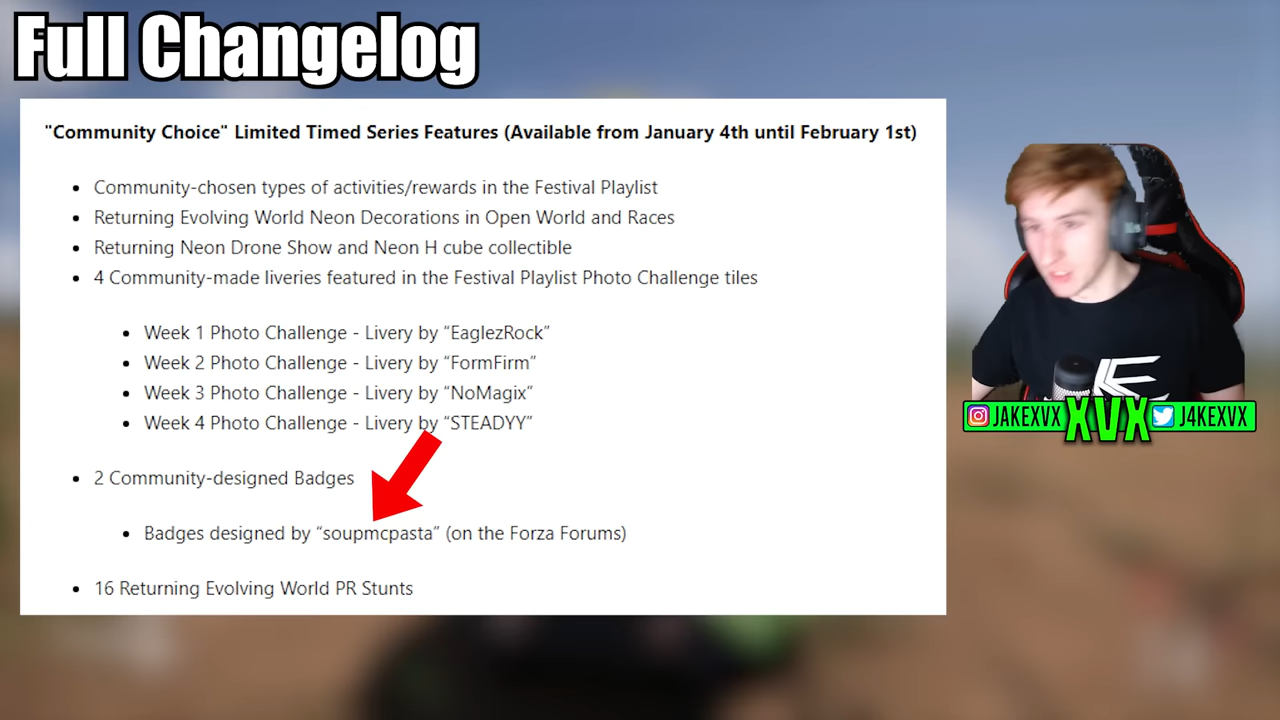 Full Changelog
"Community Choice" Limited Timed Series Features (Available from January 4th until February 1st)
• Community-chosen types of activities/rewards in the Festival Playlist
• Returning Evolving World Neon Decorations in Open World and Races
• Returning Neon Drone Show and Neon H cube collectible
• 4 Community-made liveries featured in the Festival Playlist Photo Challenge tiles
• Week 1 Photo Challenge - Livery by “EaglezRock”
• Week 2 Photo Challenge - Livery by “FormFirm”
• Week 3 Photo Challenge - Livery by “NoMagix”
• Week 4 Photo Challenge - Livery by “STEADYY”
• 2 Community-designed Badges
• Badges designed by “soupmcpasta” (on the Forza Forums)
• 16 Returning Evolving World PR Stunts
JAKEXVX XVX J4KEXVX